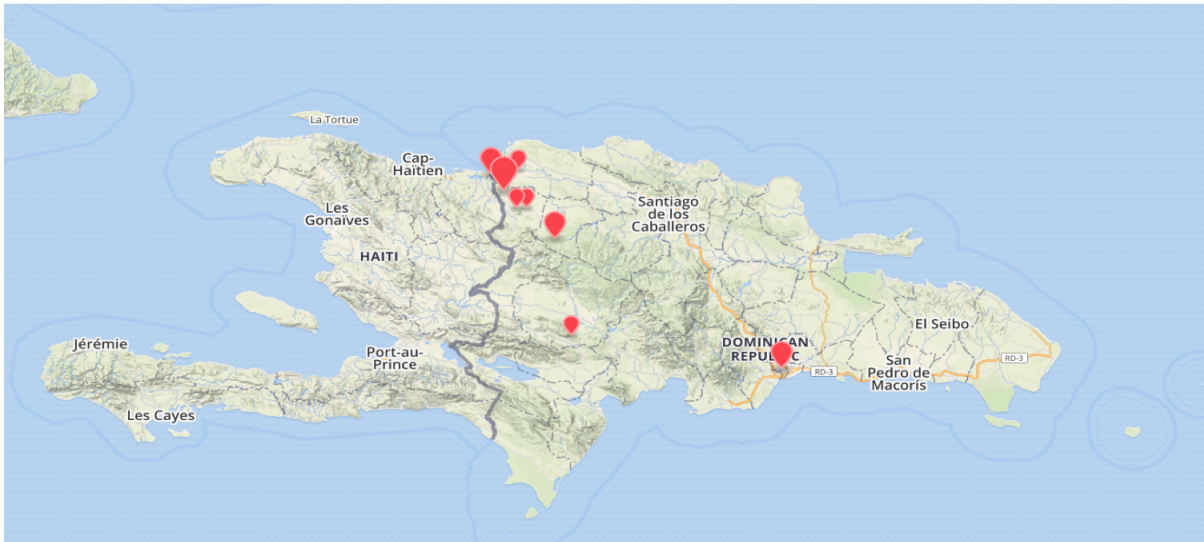 La Tortue
Cap-
Haïtien
Les
Gonaïves
Santiago
de los
Caballeros
HAITI
El Seibo
Jérémie
Port-au-
Prince
DOMINICAN
REPUBLIC
RD-3
RD-3
San
Pedro de
Macorís
Les Cayes